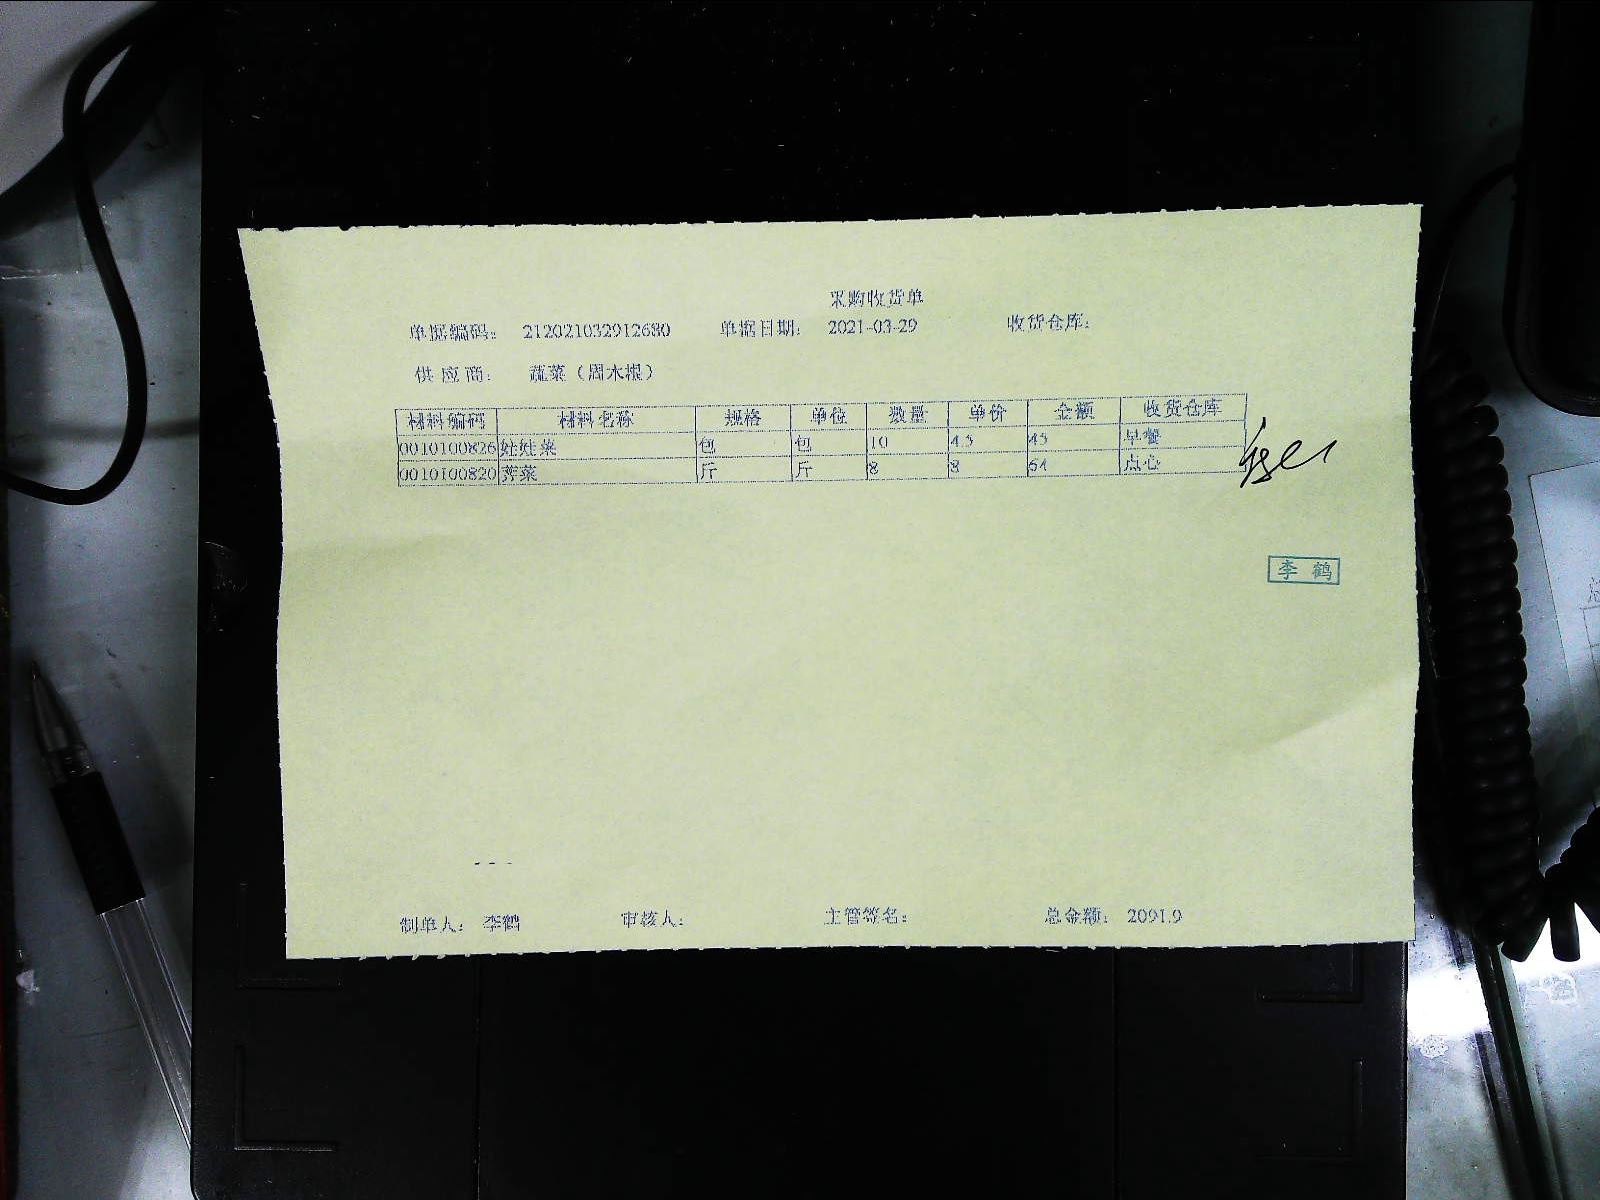 采购收货单
单据编码： 212021032912680 单据日期： 2021-03-29 收货仓库：
供应商： 蔬菜（周木根）
材料编码 材料名称 规格 单位 数量 单价 金额 收货仓库
0010100826 娃娃菜 包 包 10 4.5 45 早餐
0010100820 荠菜 斤 斤 8 8 64 点心
李鹤
制单人： 李鹤 审核人： 主管签名： 总金额： 2091.9